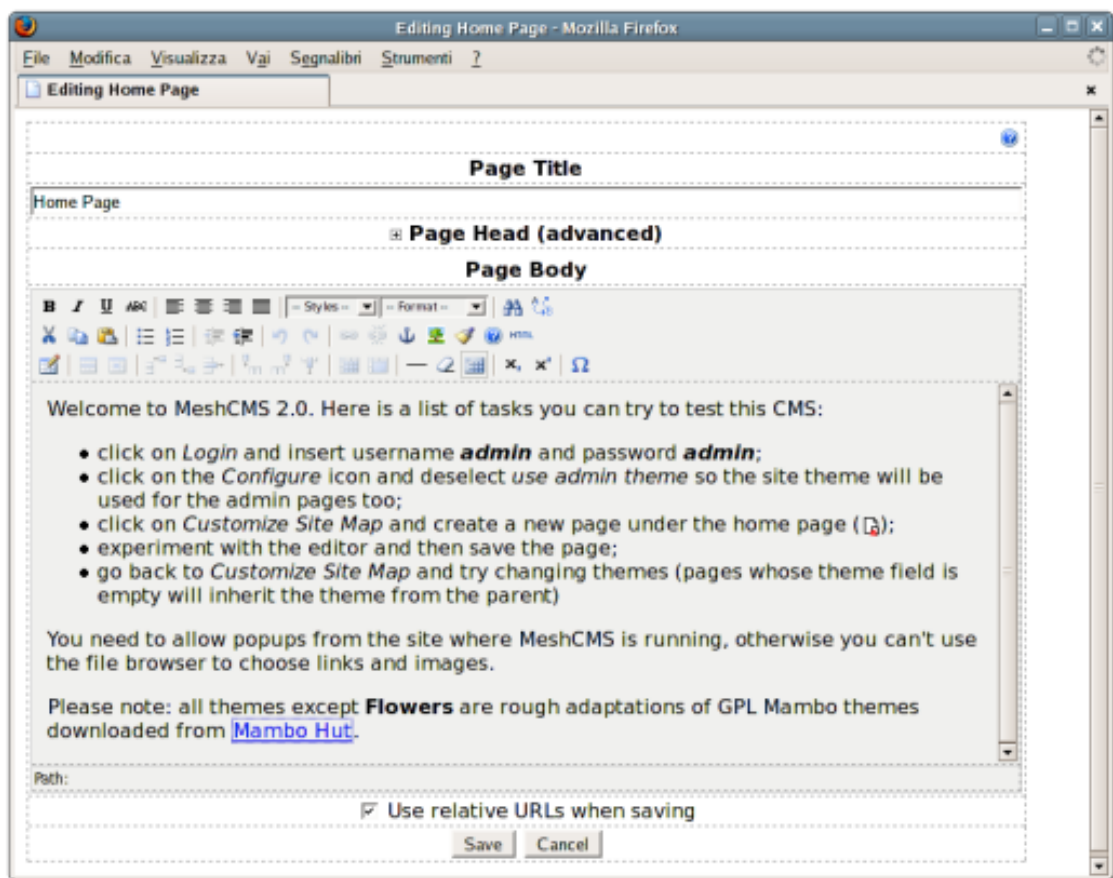 Editing Home Page - Mozilla Firefox
File Modifica Visualizza Vai Segnalibri Strumenti ?
Editing Home Page
Page Title
Home Page
Page Head (advanced)
Page Body
B I U ABC -- Styles -- -- Format --
HTML
x, x² Ω
Welcome to MeshCMS 2.0. Here is a list of tasks you can try to test this CMS:
• click on Login and insert username admin and password admin;
• click on the Configure icon and deselect use admin theme so the site theme will be
used for the admin pages too;
• click on Customize Site Map and create a new page under the home page ( );
• experiment with the editor and then save the page;
• go back to Customize Site Map and try changing themes (pages whose theme field is
empty will inherit the theme from the parent)
You need to allow popups from the site where MeshCMS is running, otherwise you can't use
the file browser to choose links and images.
Please note: all themes except Flowers are rough adaptations of GPL Mambo themes
downloaded from Mambo Hut.
Path:
Use relative URLs when saving
Save Cancel